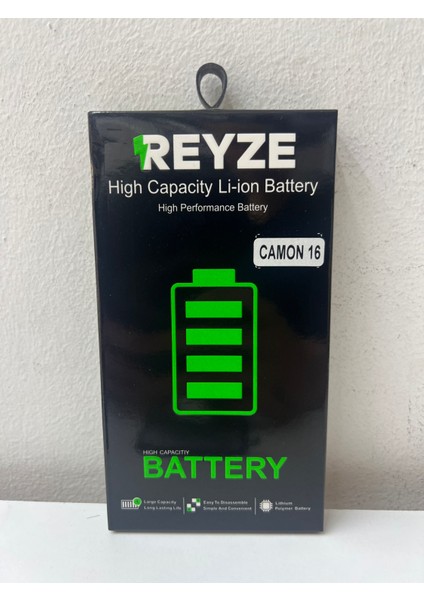 REYZE
High Capacity Li-ion Battery
High Performance Battery
CAMON 16
HIGH CAPACITIY
BATTERY
Large Capacity
Long Lasting Life
Easy To Disassemble
Simple And Convenient
Lithium
Polymer Battery